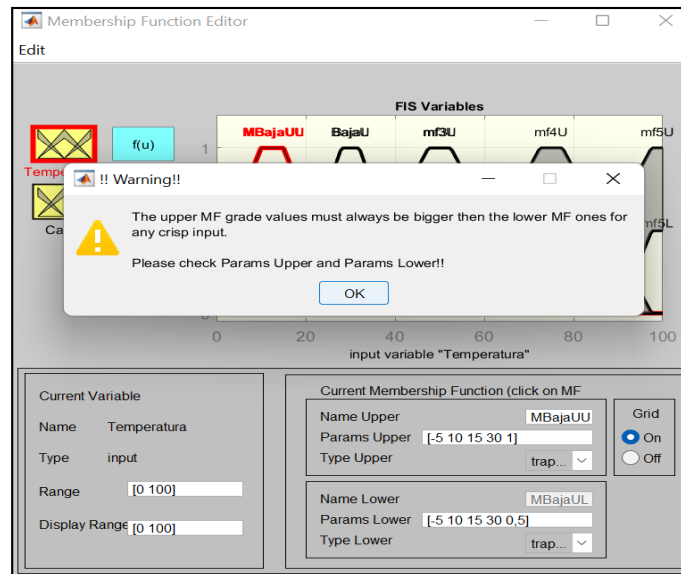 Membership Function Editor
Edit
FIS Variables
f(u)
MBajaUU BajaU mf3U mf4U mf5U
1
!! Warning!!
The upper MF grade values must always be bigger then the lower MF ones for
any crisp input.
Please check Params Upper and Params Lower!!
OK
mf5L
0 20 40 60 80 100
input variable "Temperatura"
Current Variable
Name Temperatura
Type input
Range [0 100]
Display Range [0 100]
Current Membership Function (click on MF
Name Upper MBajaUU
Params Upper [-5 10 15 30 1]
Type Upper trap...
Name Lower MBajaUL
Params Lower [-5 10 15 30 0,5]
Type Lower trap...
Grid
On
Off